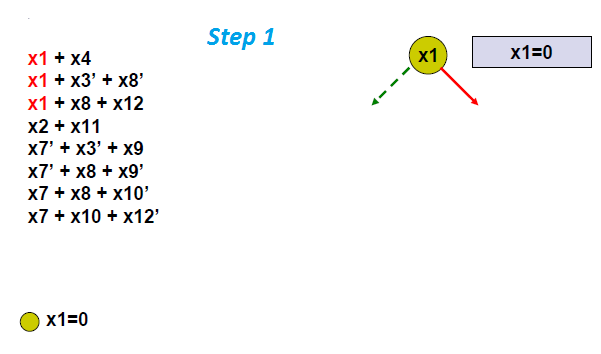 Step 1
x1 + x4
x1 + x3’ + x8’
x1 + x8 + x12
x2 + x11
x7’ + x3’ + x9
x7’ + x8 + x9’
x7 + x8 + x10’
x7 + x10 + x12’
x1
x1=0
x1=0